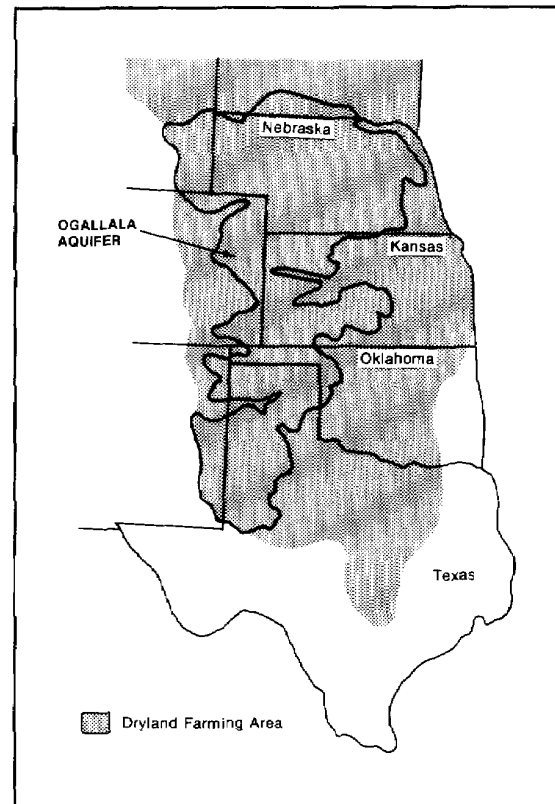 Nebraska
OGALLALA
AQUIFER
Kansas
Oklahoma
Texas
Dryland Farming Area